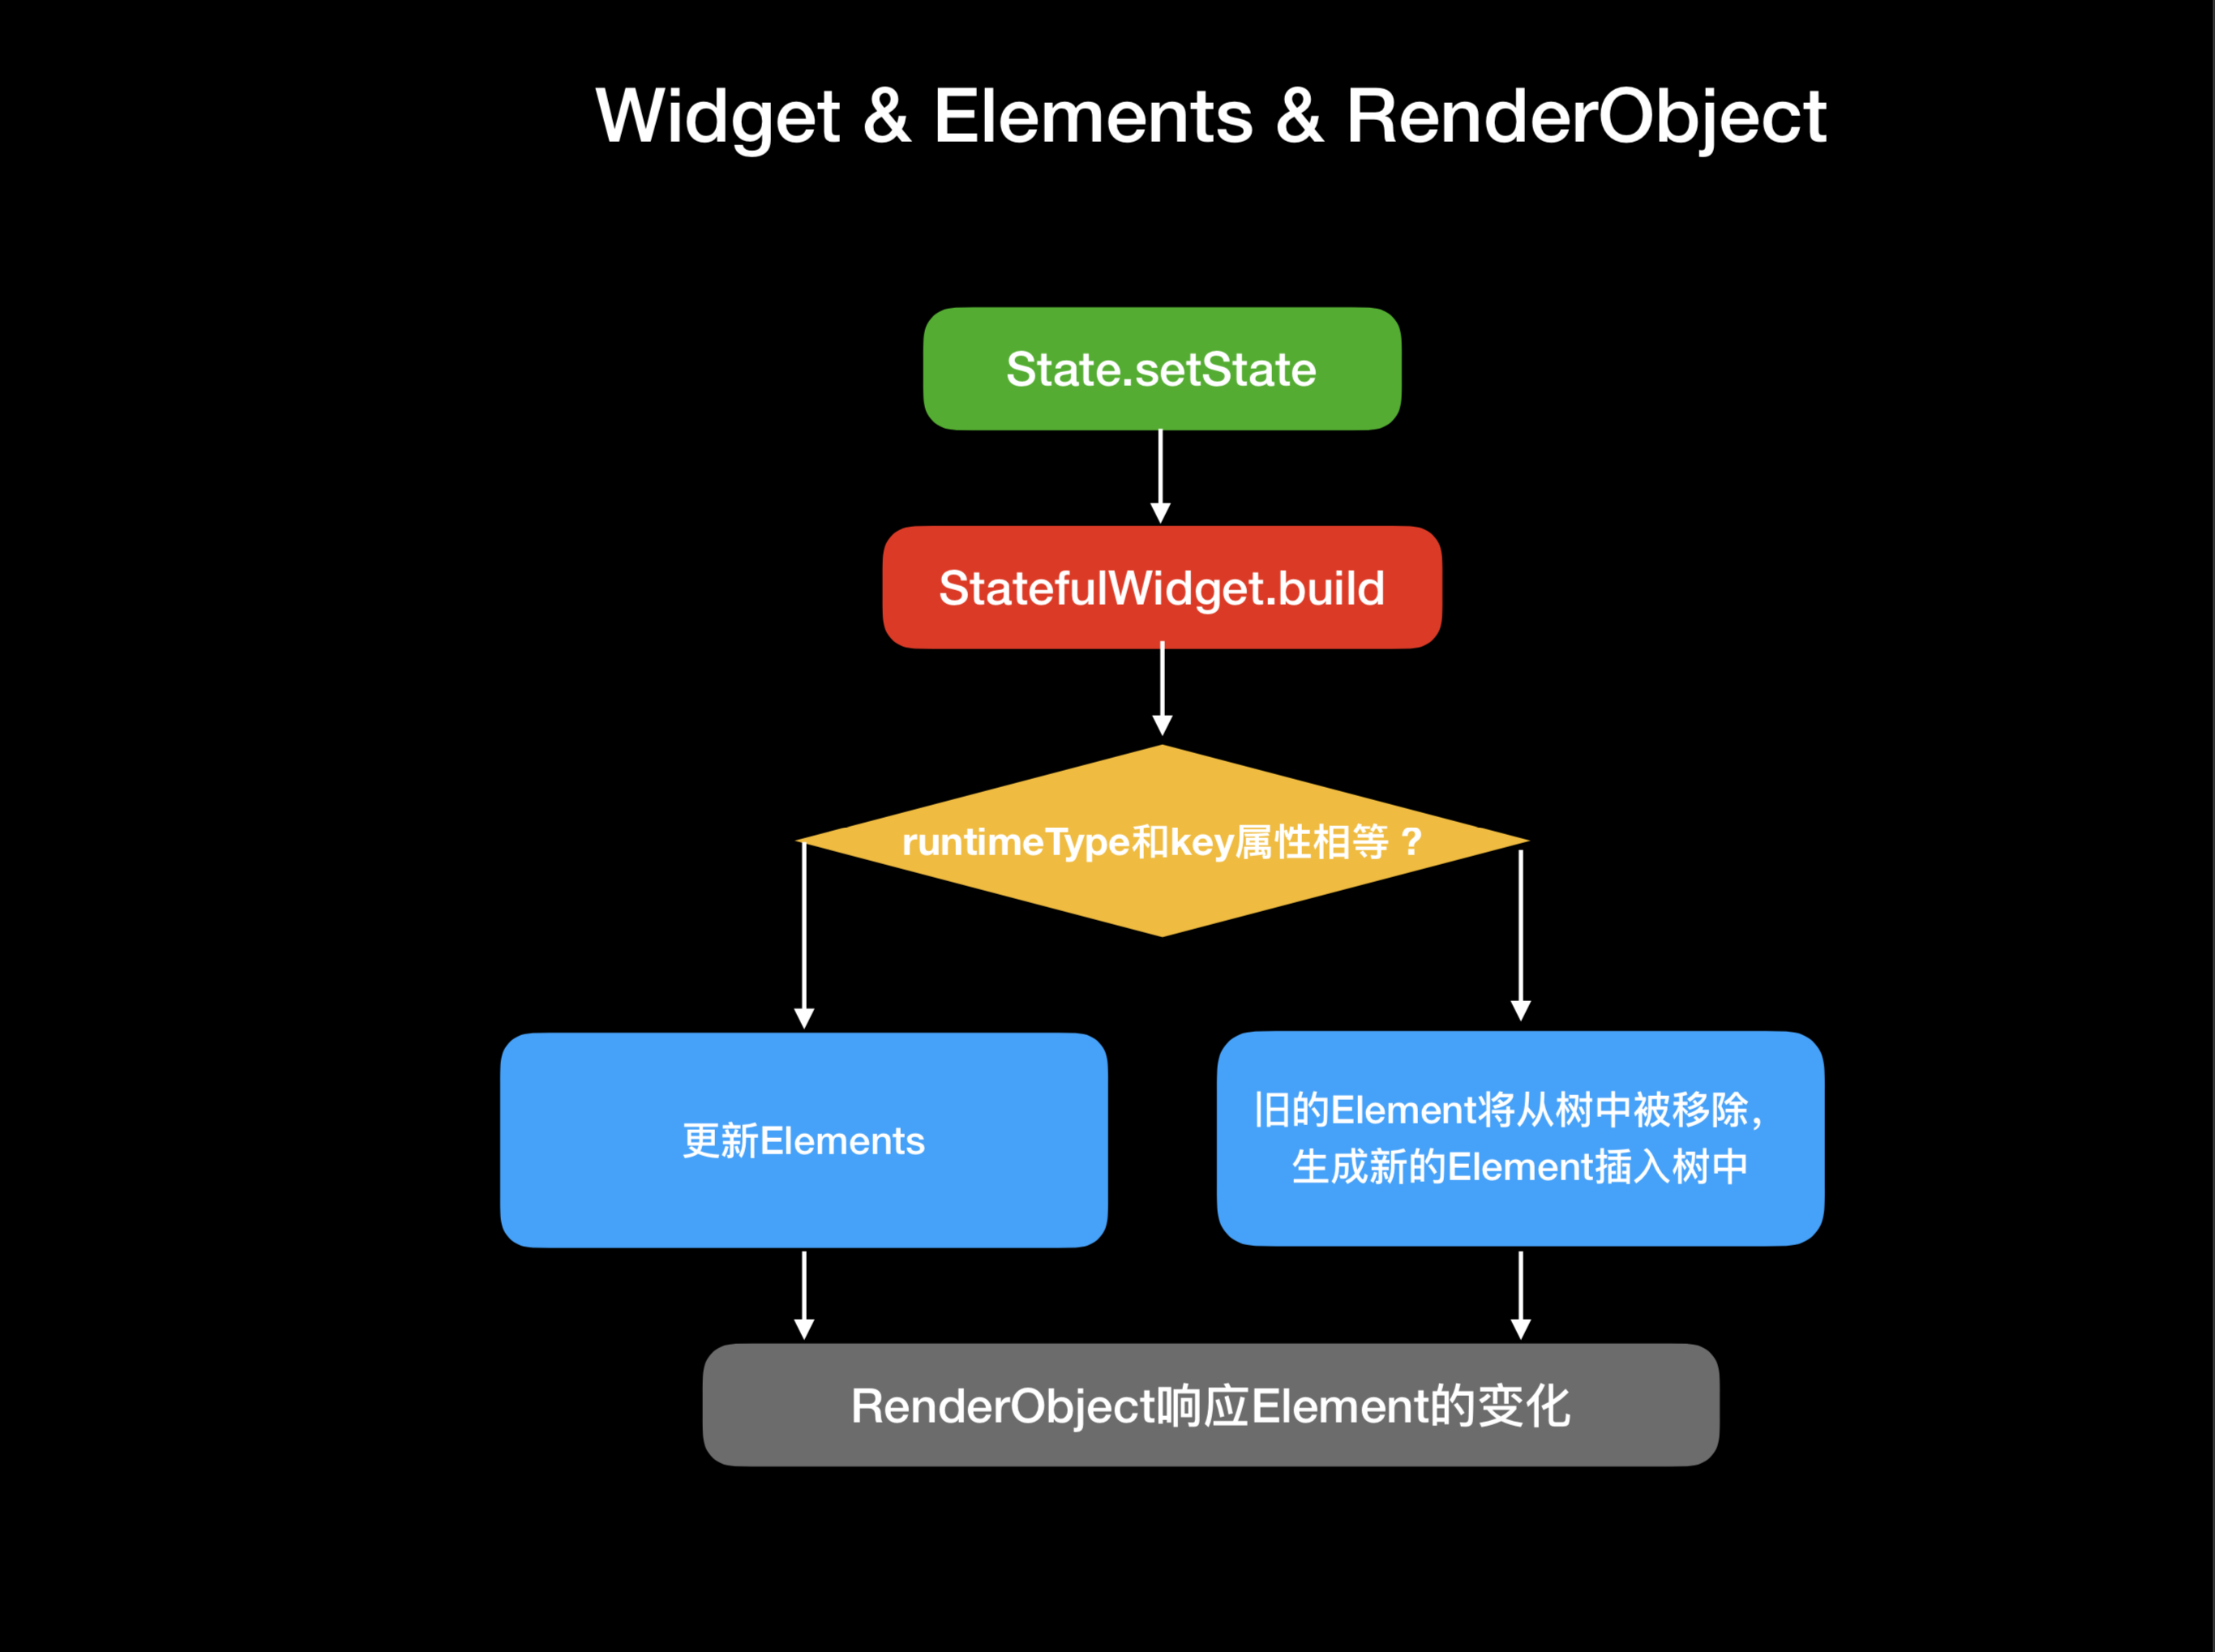 Widget & Elements & RenderObject
State.setState
StatefulWidget.build
runtimeType和key属性相等？
更新Elements
旧的Element将从树中被移除，
生成新的Element插入树中
RenderObject响应Element的变化